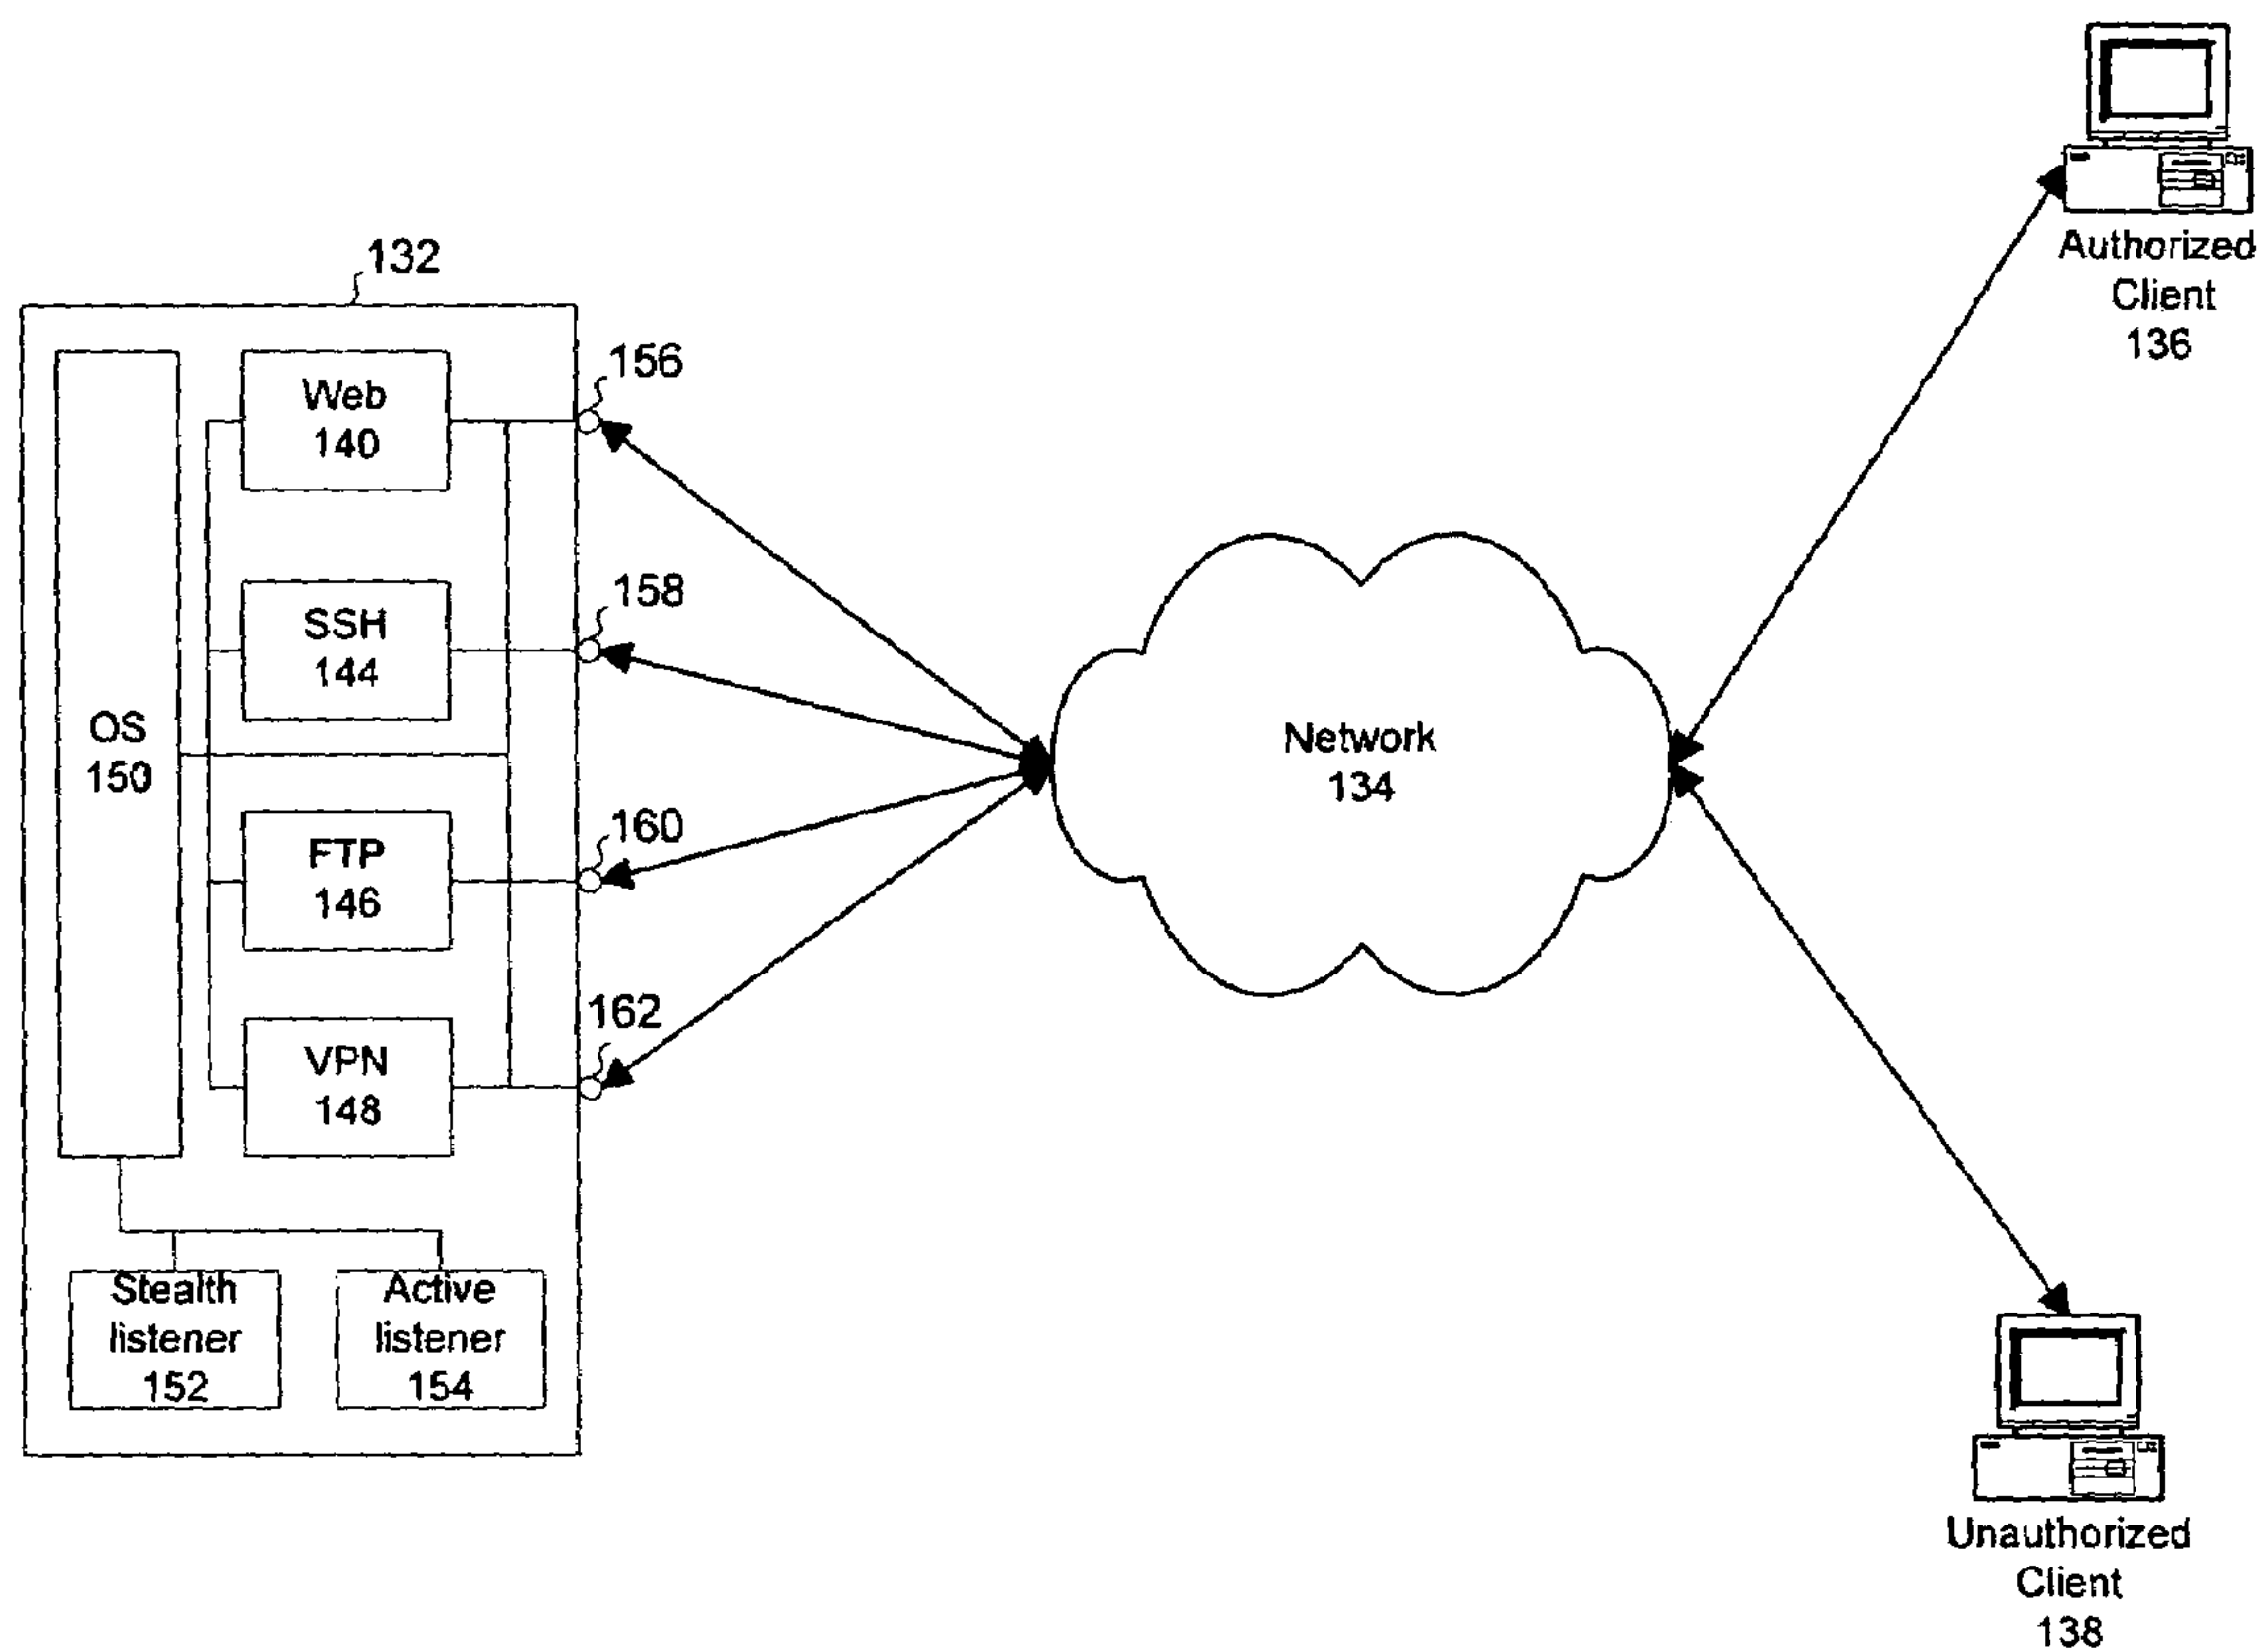 132
OS
150
Web
140
SSH
144
FTP
146
VPN
148
Stealth
listener
152
Active
listener
154
156
158
160
162
Network
134
Authorized
Client
136
Unauthorized
Client
138